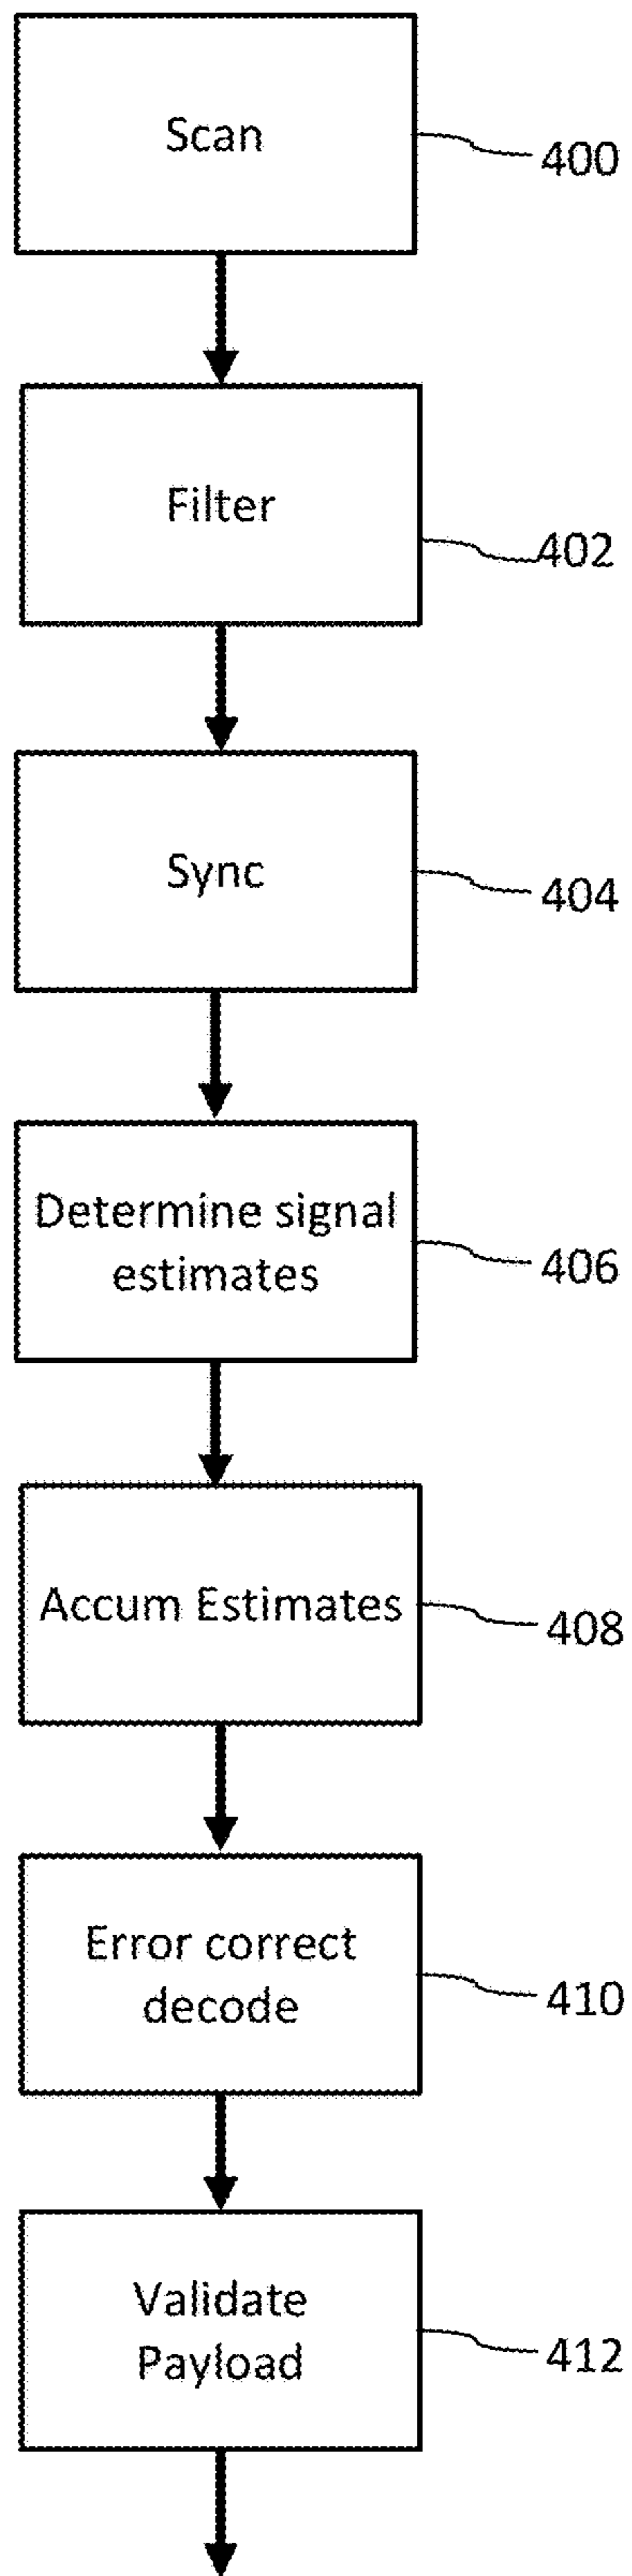 Scan
400
Filter
402
Sync
404
Determine signal
estimates
406
Accum Estimates
408
Error correct
decode
410
Validate
Payload
412